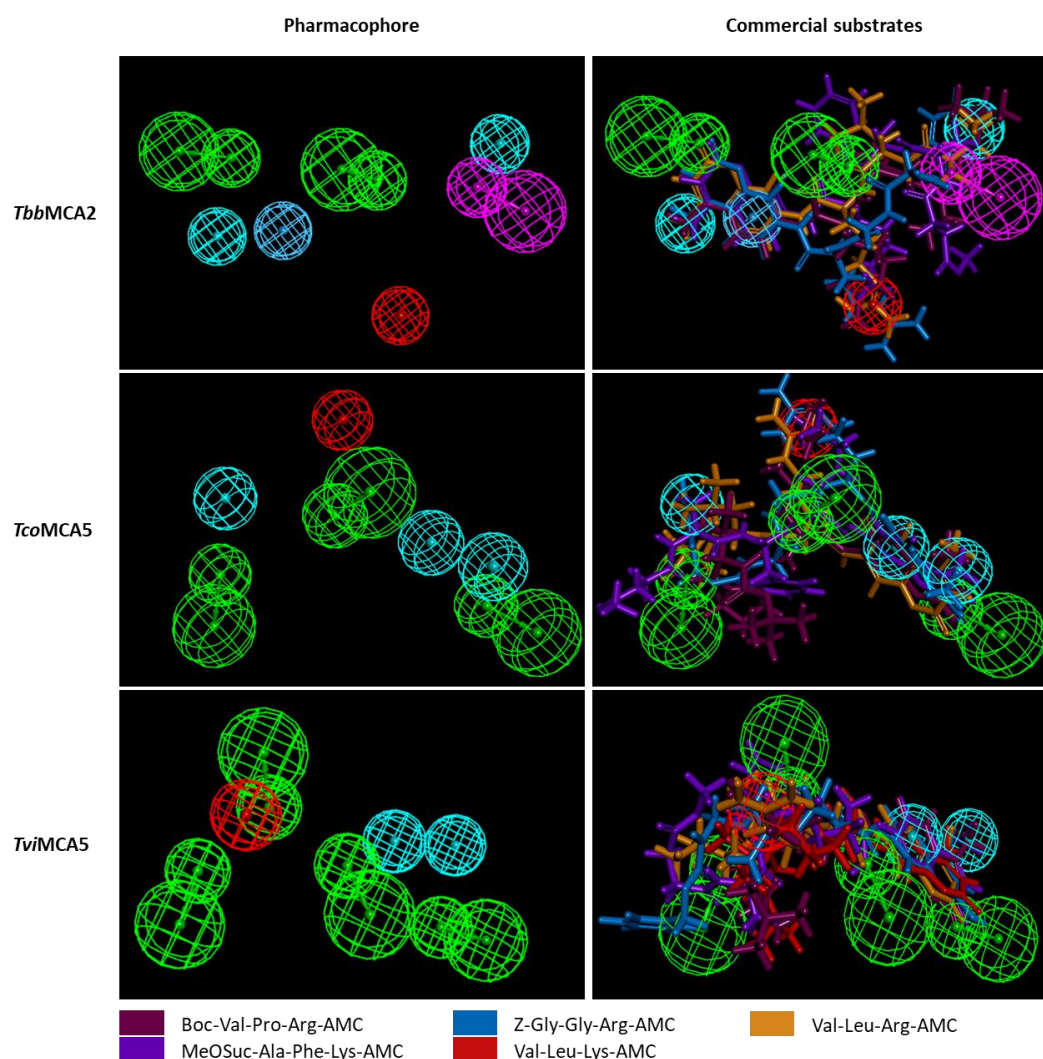 Pharmacophore
Commercial substrates
TbbMCA2
TcoMCA5
TviMCA5
Boc-Val-Pro-Arg-AMC
Z-Gly-Gly-Arg-AMC
Val-Leu-Arg-AMC
MeOSuc-Ala-Phe-Lys-AMC
Val-Leu-Lys-AMC